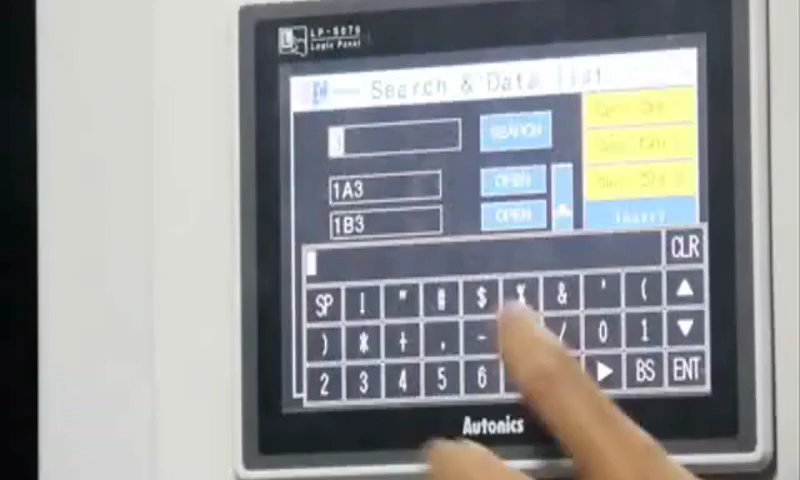 LP-S070
Logic Panel
Search & Data list
SEARCH
1A3
OPEN
1B3
OPEN
Insert
CLR
SP ! " # $ % & ' (
) * + , - / 0 1
2 3 4 5 6 BS ENT
Autonics